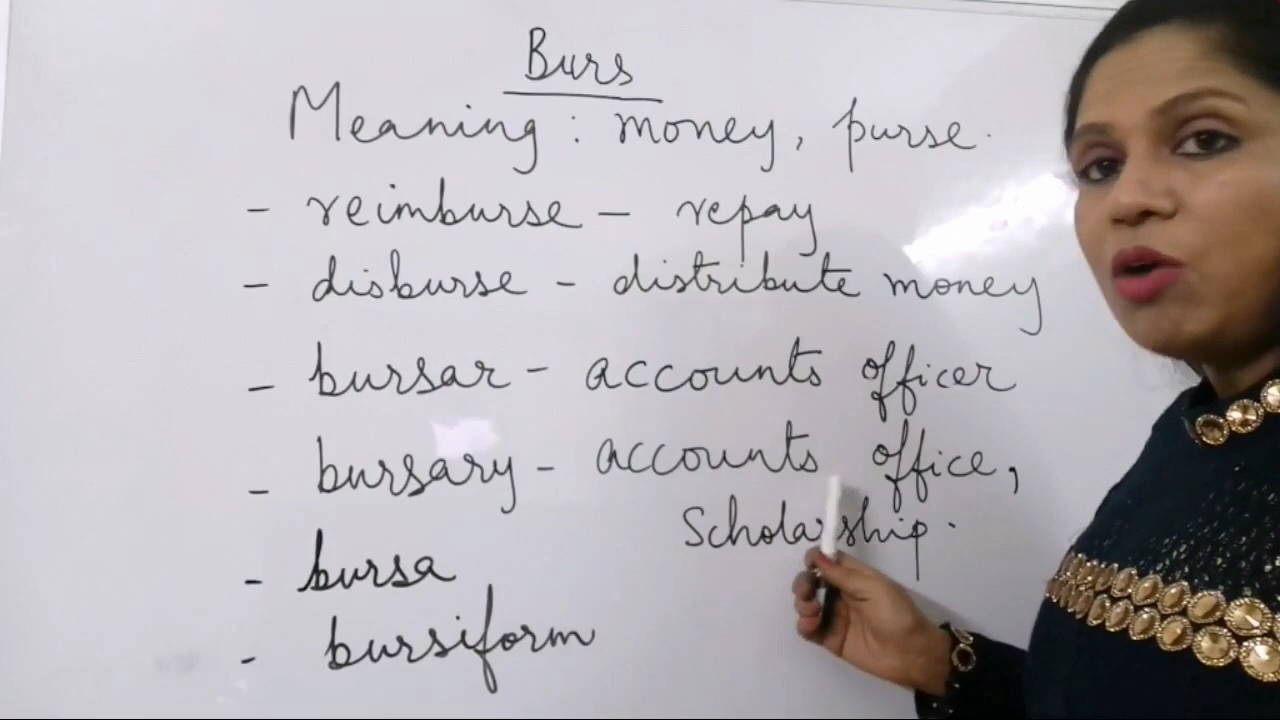 Burs
Meaning : money, purse.
- reimburse - repay
- disburse - distribute money
- bursar - accounts officer
- bursary - accounts office,
Scholarship.
- bursa
- bursiform